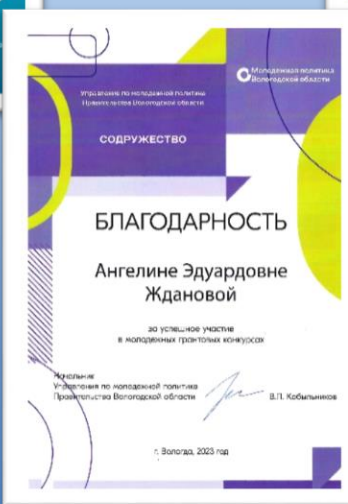 Управление по молодежной политике
Правительства Вологодской области
Молодежная политика
Вологодской области
СОДРУЖЕСТВО
БЛАГОДАРНОСТЬ
Ангелине Эдуардовне
Ждановой
за успешное участие
в молодежных грантовых конкурсах
Начальник
Управления по молодежной политике
Правительства Вологодской области
В.П. Кобыльников
г. Вологда, 2023 год